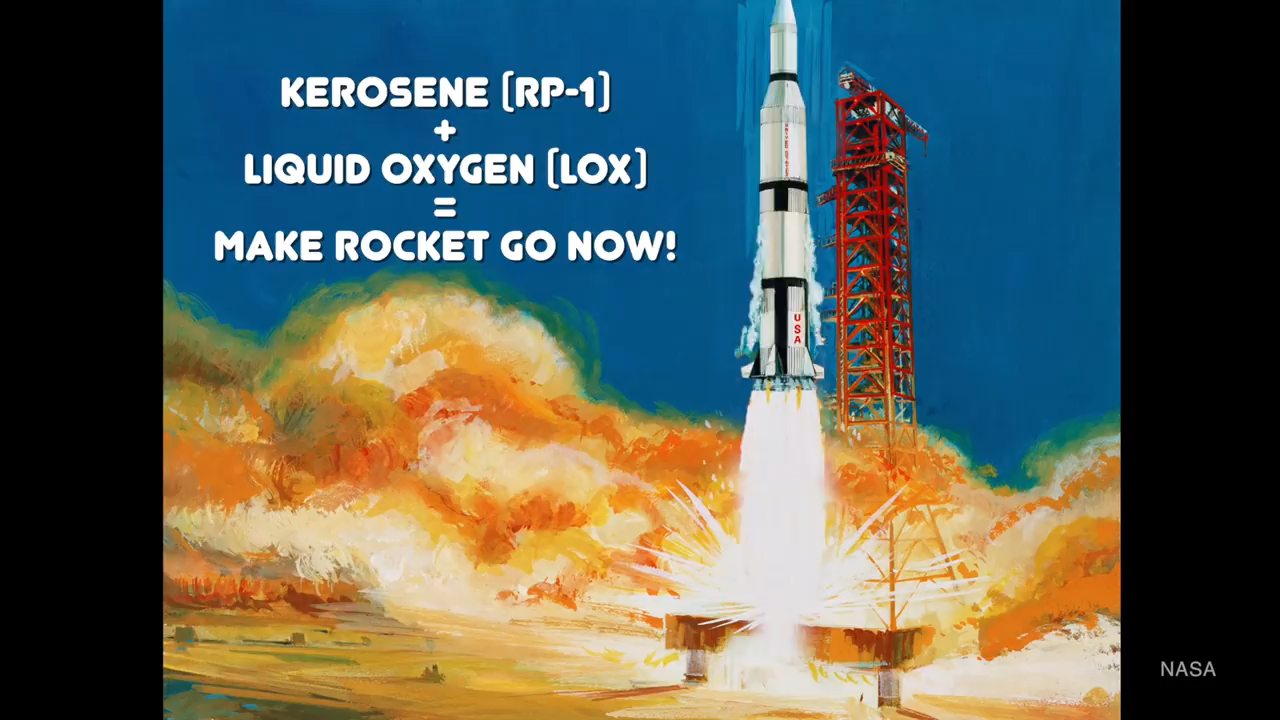 KEROSENE (RP-1)
+
LIQUID OXYGEN (LOX)
=
MAKE ROCKET GO NOW!
USA
NASA